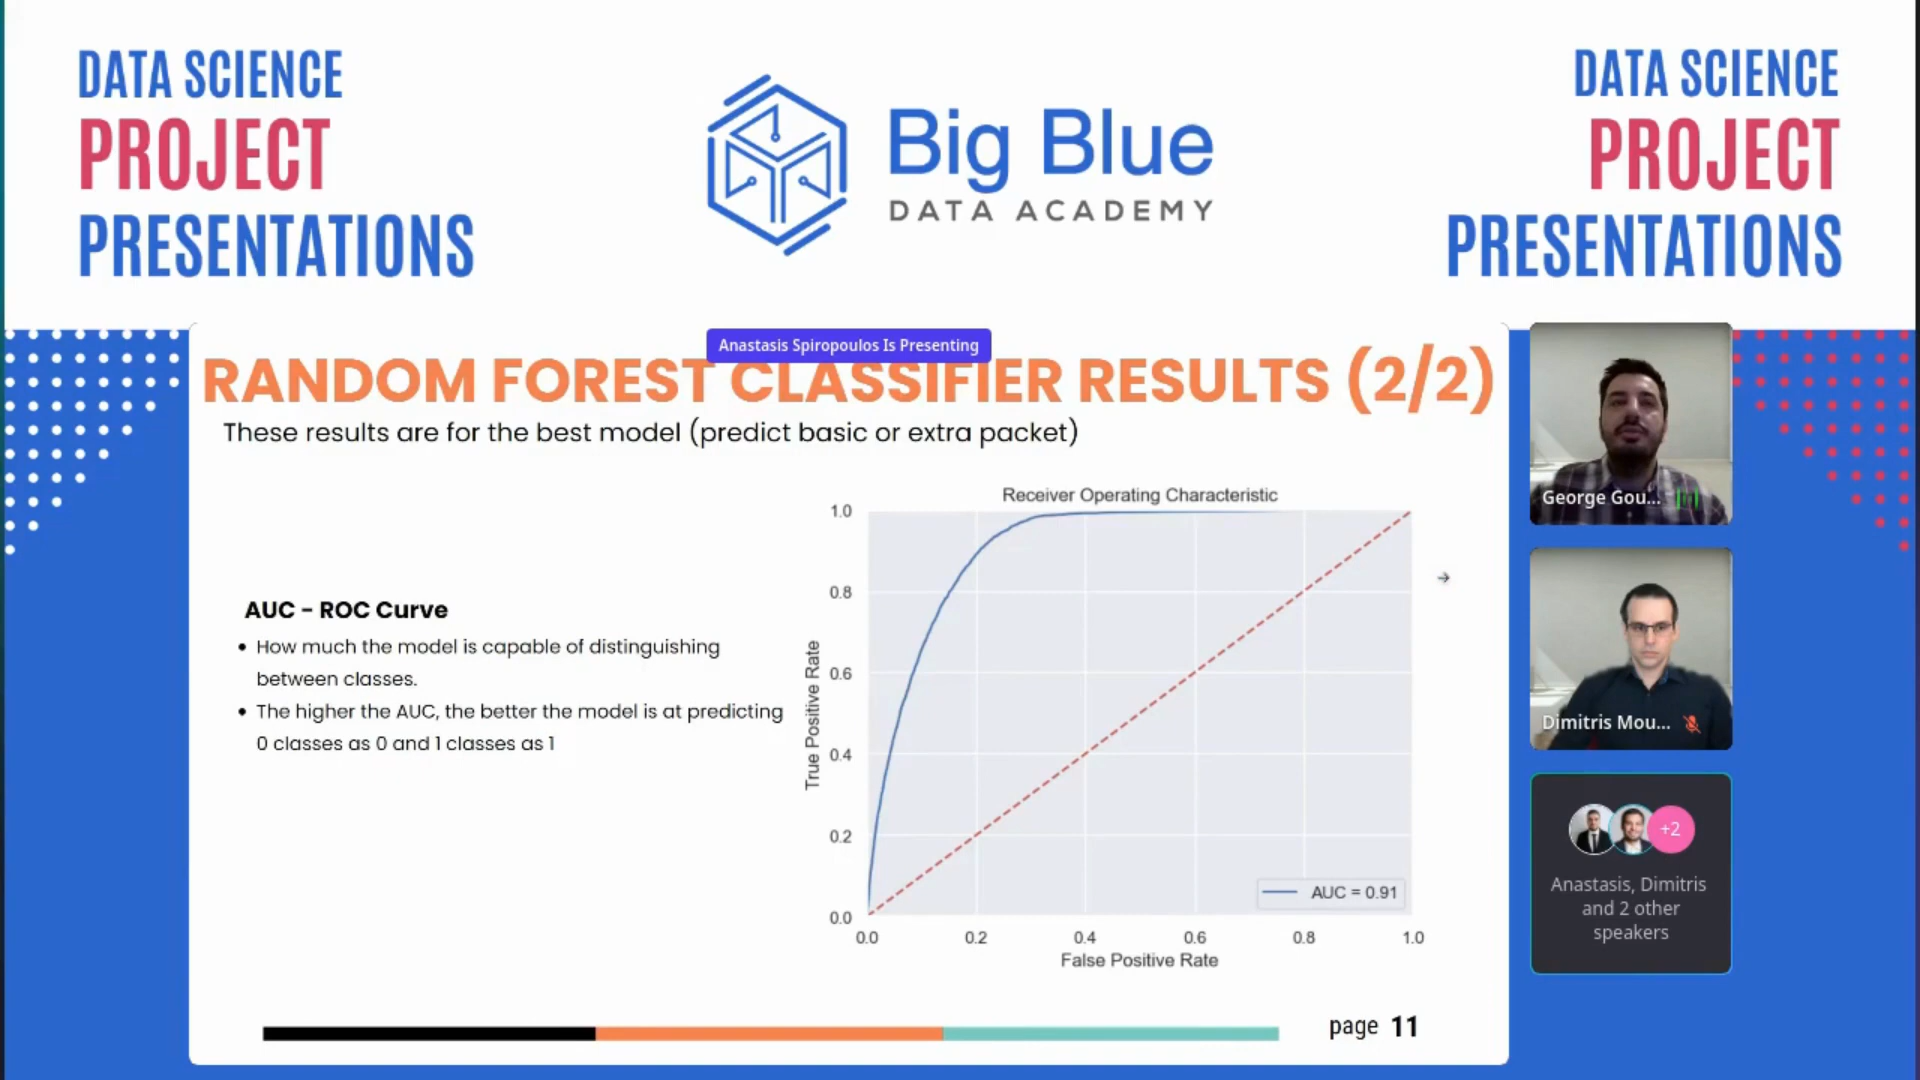 DATA SCIENCE
PROJECT
PRESENTATIONS
Big Blue
DATA ACADEMY
DATA SCIENCE
PROJECT
PRESENTATIONS
Anastasis Spiropoulos Is Presenting
RANDOM FOREST CLASSIFIER RESULTS (2/2)
These results are for the best model (predict basic or extra packet)
AUC - ROC Curve
• How much the model is capable of distinguishing
between classes.
• The higher the AUC, the better the model is at predicting
0 classes as 0 and 1 classes as 1
Receiver Operating Characteristic
True Positive Rate
1.0
0.8
0.6
0.4
0.2
0.0
AUC = 0.91
0.0 0.2 0.4 0.6 0.8 1.0
False Positive Rate
page 11
George Gou...
Dimitris Mou...
+2
Anastasis, Dimitris
and 2 other
speakers